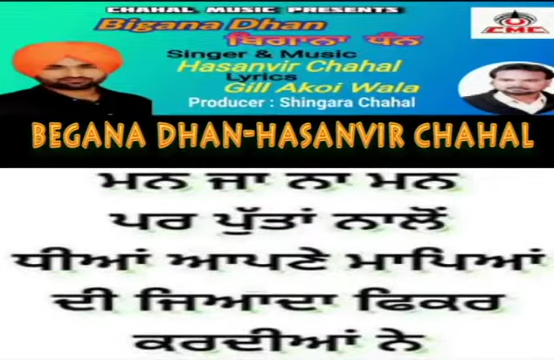 CHAHAL MUSIC PRESENTS
Bigana Dhan
ਬਿਗਾਨਾ ਧੰਨ
CMC
Singer & Music
Hasanvir Chahal
Lyrics
Gill Akoi Wala
Producer : Shingara Chahal
BEGANA DHAN-HASANVIR CHAHAL
ਮਨ ਜਾ ਨਾ ਮਨ
ਪਰ ਪੁੱਤਾਂ ਨਾਲੋਂ
ਧੀਆਂ ਆਪਣੇ ਮਾਪਿਆਂ
ਦੀ ਜਿਆਦਾ ਫਿਕਰ
ਕਰਦੀਆਂ ਨੇ